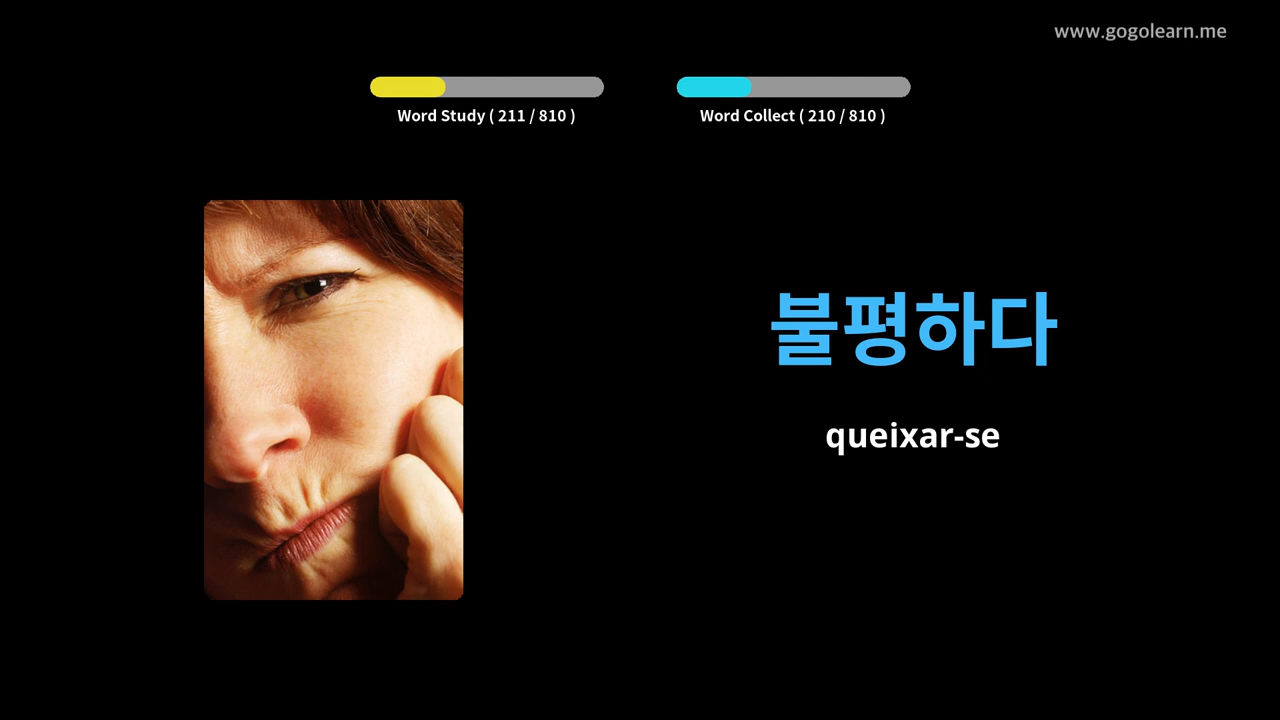 www.gogolearn.me
Word Study ( 211 / 810 )
Word Collect ( 210 / 810 )
불평하다
queixar-se